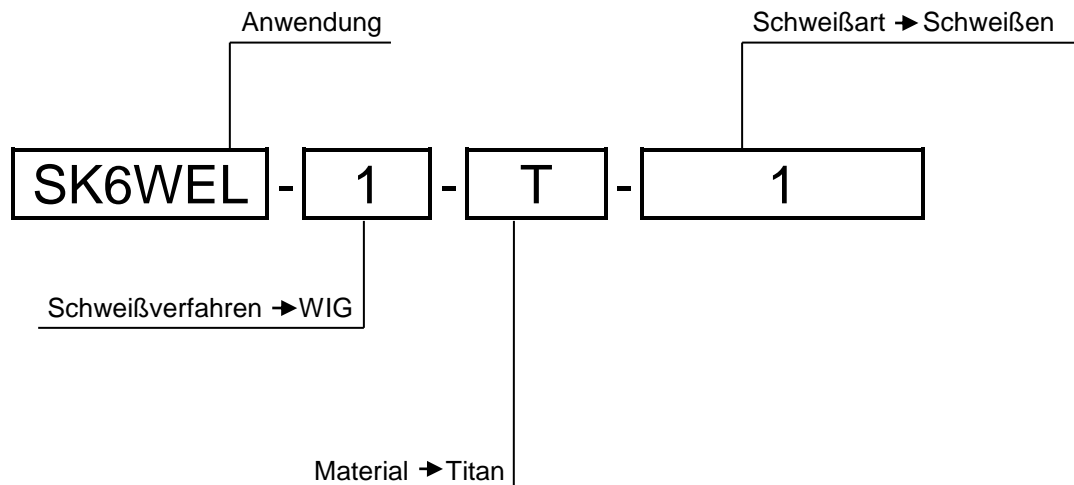 Anwendung
Schweißart → Schweißen
SK6WEL - 1 - T - 1
Schweißverfahren → WIG
Material → Titan